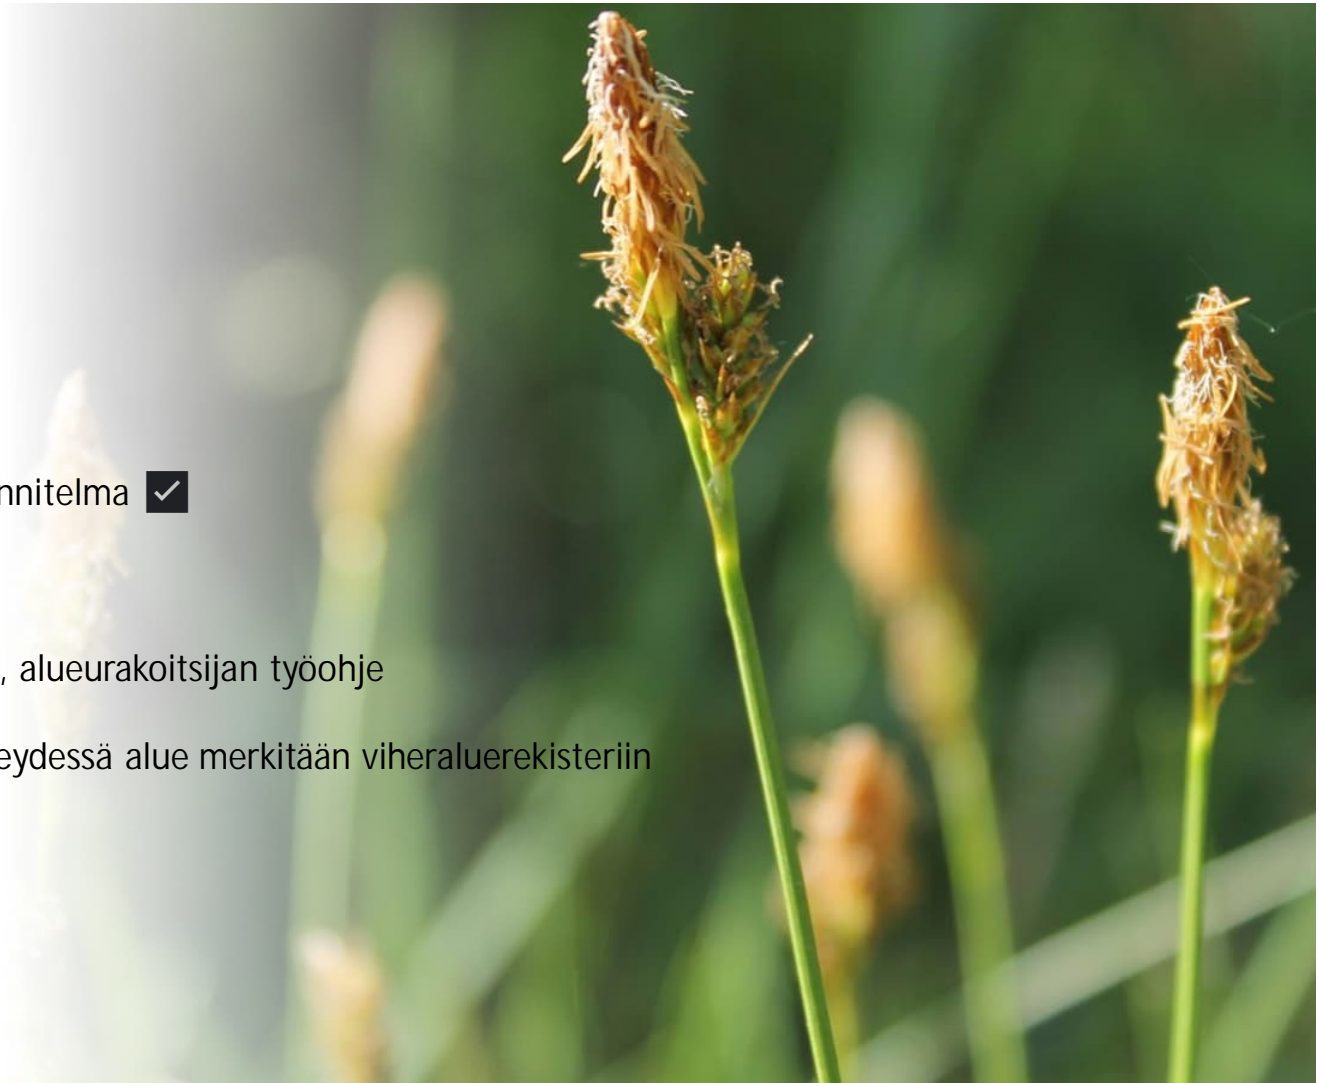 nnitelma
, alueurakoitsijan työohje
eydessä alue merkitään viheraluerekisteriin